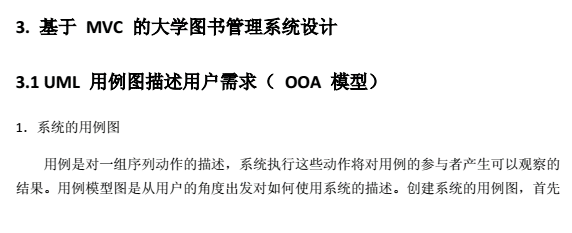 3. 基于 MVC 的大学图书管理系统设计
3.1 UML 用例图描述用户需求（ OOA 模型）
1. 系统的用例图
用例是对一组序列动作的描述，系统执行这些动作将对用例的参与者产生可以观察的
结果。用例模型图是从用户的角度出发对如何使用系统的描述。创建系统的用例图，首先